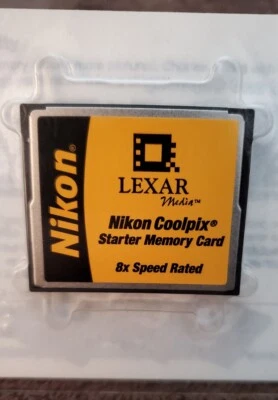 Nikon®
LEXAR
Media™
Nikon Coolpix®
Starter Memory Card
8x Speed Rated